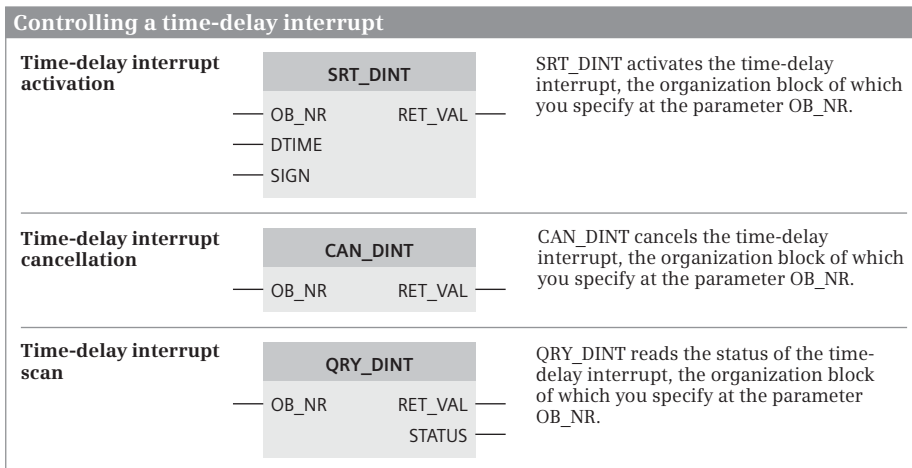 Controlling a time-delay interrupt
Time-delay interrupt
activation
SRT_DINT
OB_NR RET_VAL
DTIME
SIGN
SRT_DINT activates the time-delay
interrupt, the organization block of which
you specify at the parameter OB_NR.
Time-delay interrupt
cancellation
CAN_DINT
OB_NR RET_VAL
CAN_DINT cancels the time-delay
interrupt, the organization block of which
you specify at the parameter OB_NR.
Time-delay interrupt
scan
QRY_DINT
OB_NR RET_VAL
STATUS
QRY_DINT reads the status of the time-
delay interrupt, the organization block
of which you specify at the parameter
OB_NR.